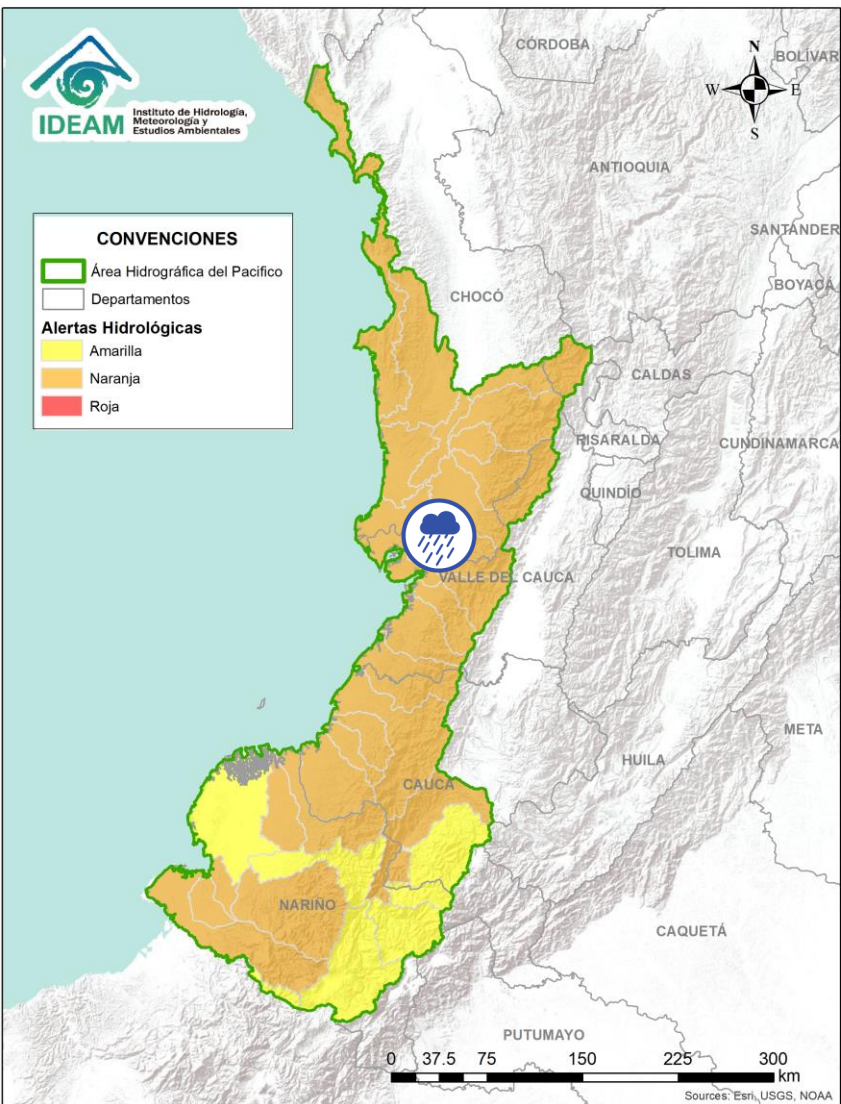 IDEAM
Instituto de Hidrología,
Meteorología y
Estudios Ambientales
CÓRDOBA
BOLÍVAR
N
W
E
S
ANTIOQUIA
SANTANDER
BOYACÁ
CONVENCIONES
Área Hidrográfica del Pacifico
Departamentos
Alertas Hidrológicas
Amarilla
Naranja
Roja
CHOCÓ
CALDAS
RISARALDA
CUNDINAMARCA
QUINDÍO
TOLIMA
VALLE DEL CAUCA
META
HUILA
CAUCA
NARIÑO
CAQUETÁ
PUTUMAYO
0 37.5 75 150 225 300
km
Sources: Esri, USGS, NOAA